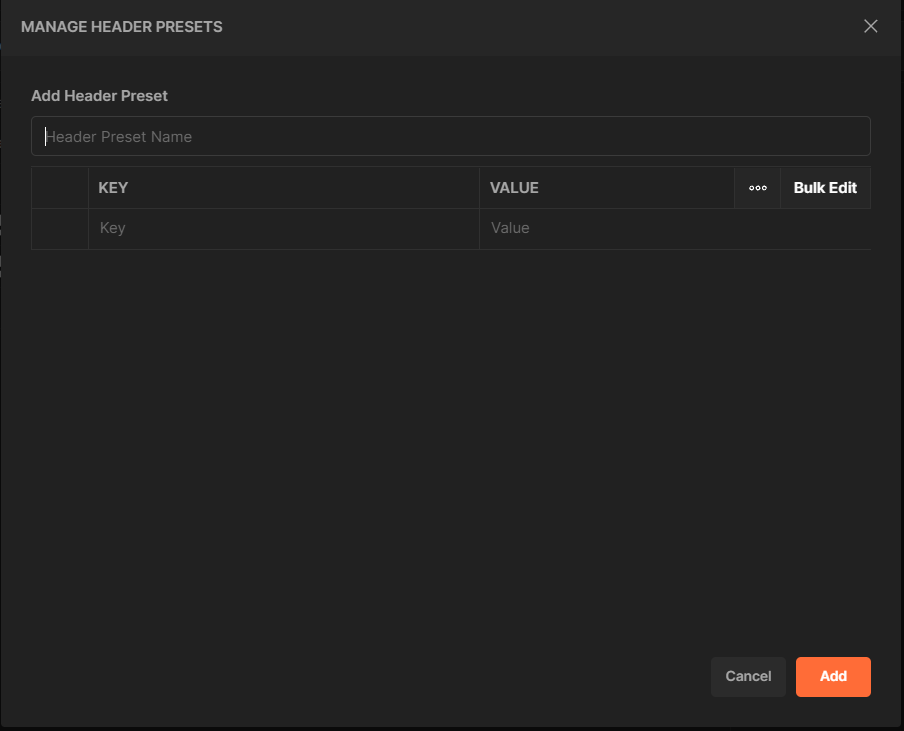 MANAGE HEADER PRESETS
Add Header Preset
Header Preset Name
KEY VALUE Bulk Edit
Key Value
Cancel Add